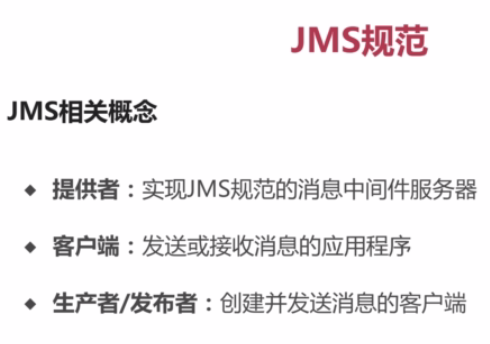 JMS规范
JMS相关概念
◆ 提供者：实现JMS规范的消息中间件服务器
◆ 客户端：发送或接收消息的应用程序
◆ 生产者/发布者：创建并发送消息的客户端